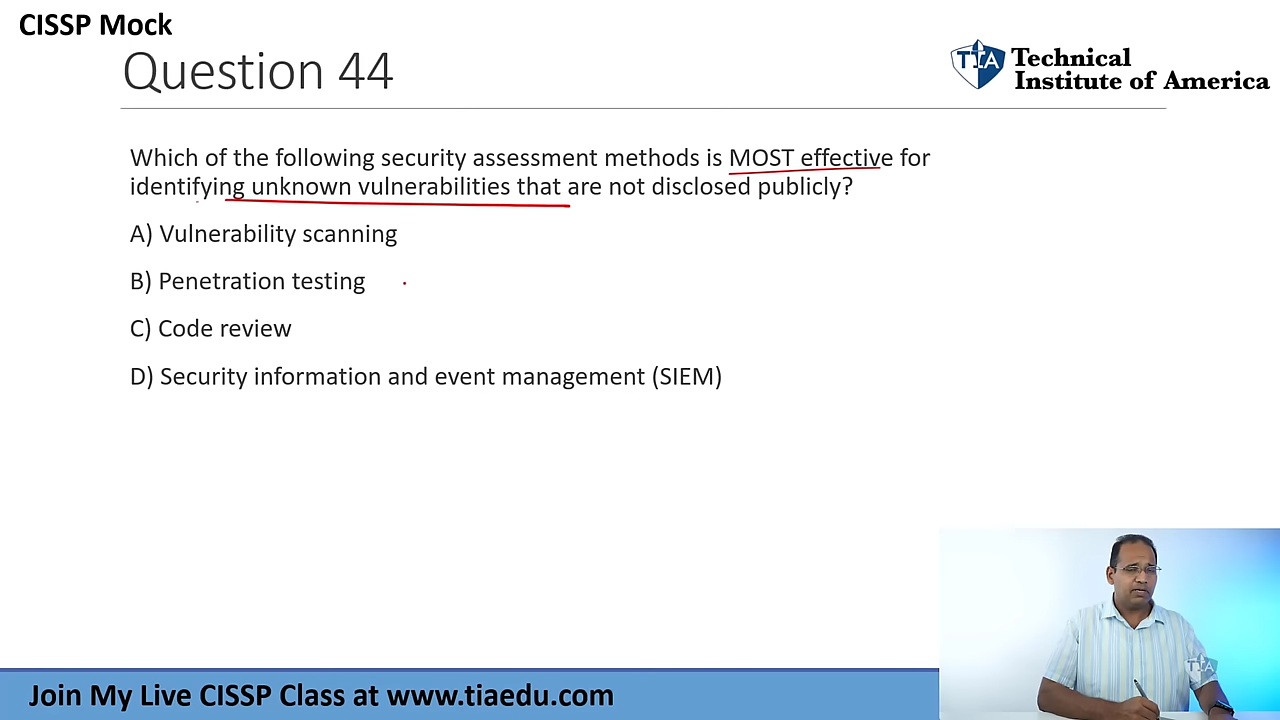 CISSP Mock
Question 44
TIA Technical
Institute of America
Which of the following security assessment methods is MOST effective for
identifying unknown vulnerabilities that are not disclosed publicly?
A) Vulnerability scanning
B) Penetration testing
C) Code review
D) Security information and event management (SIEM)
TIA
Join My Live CISSP Class at www.tiaedu.com